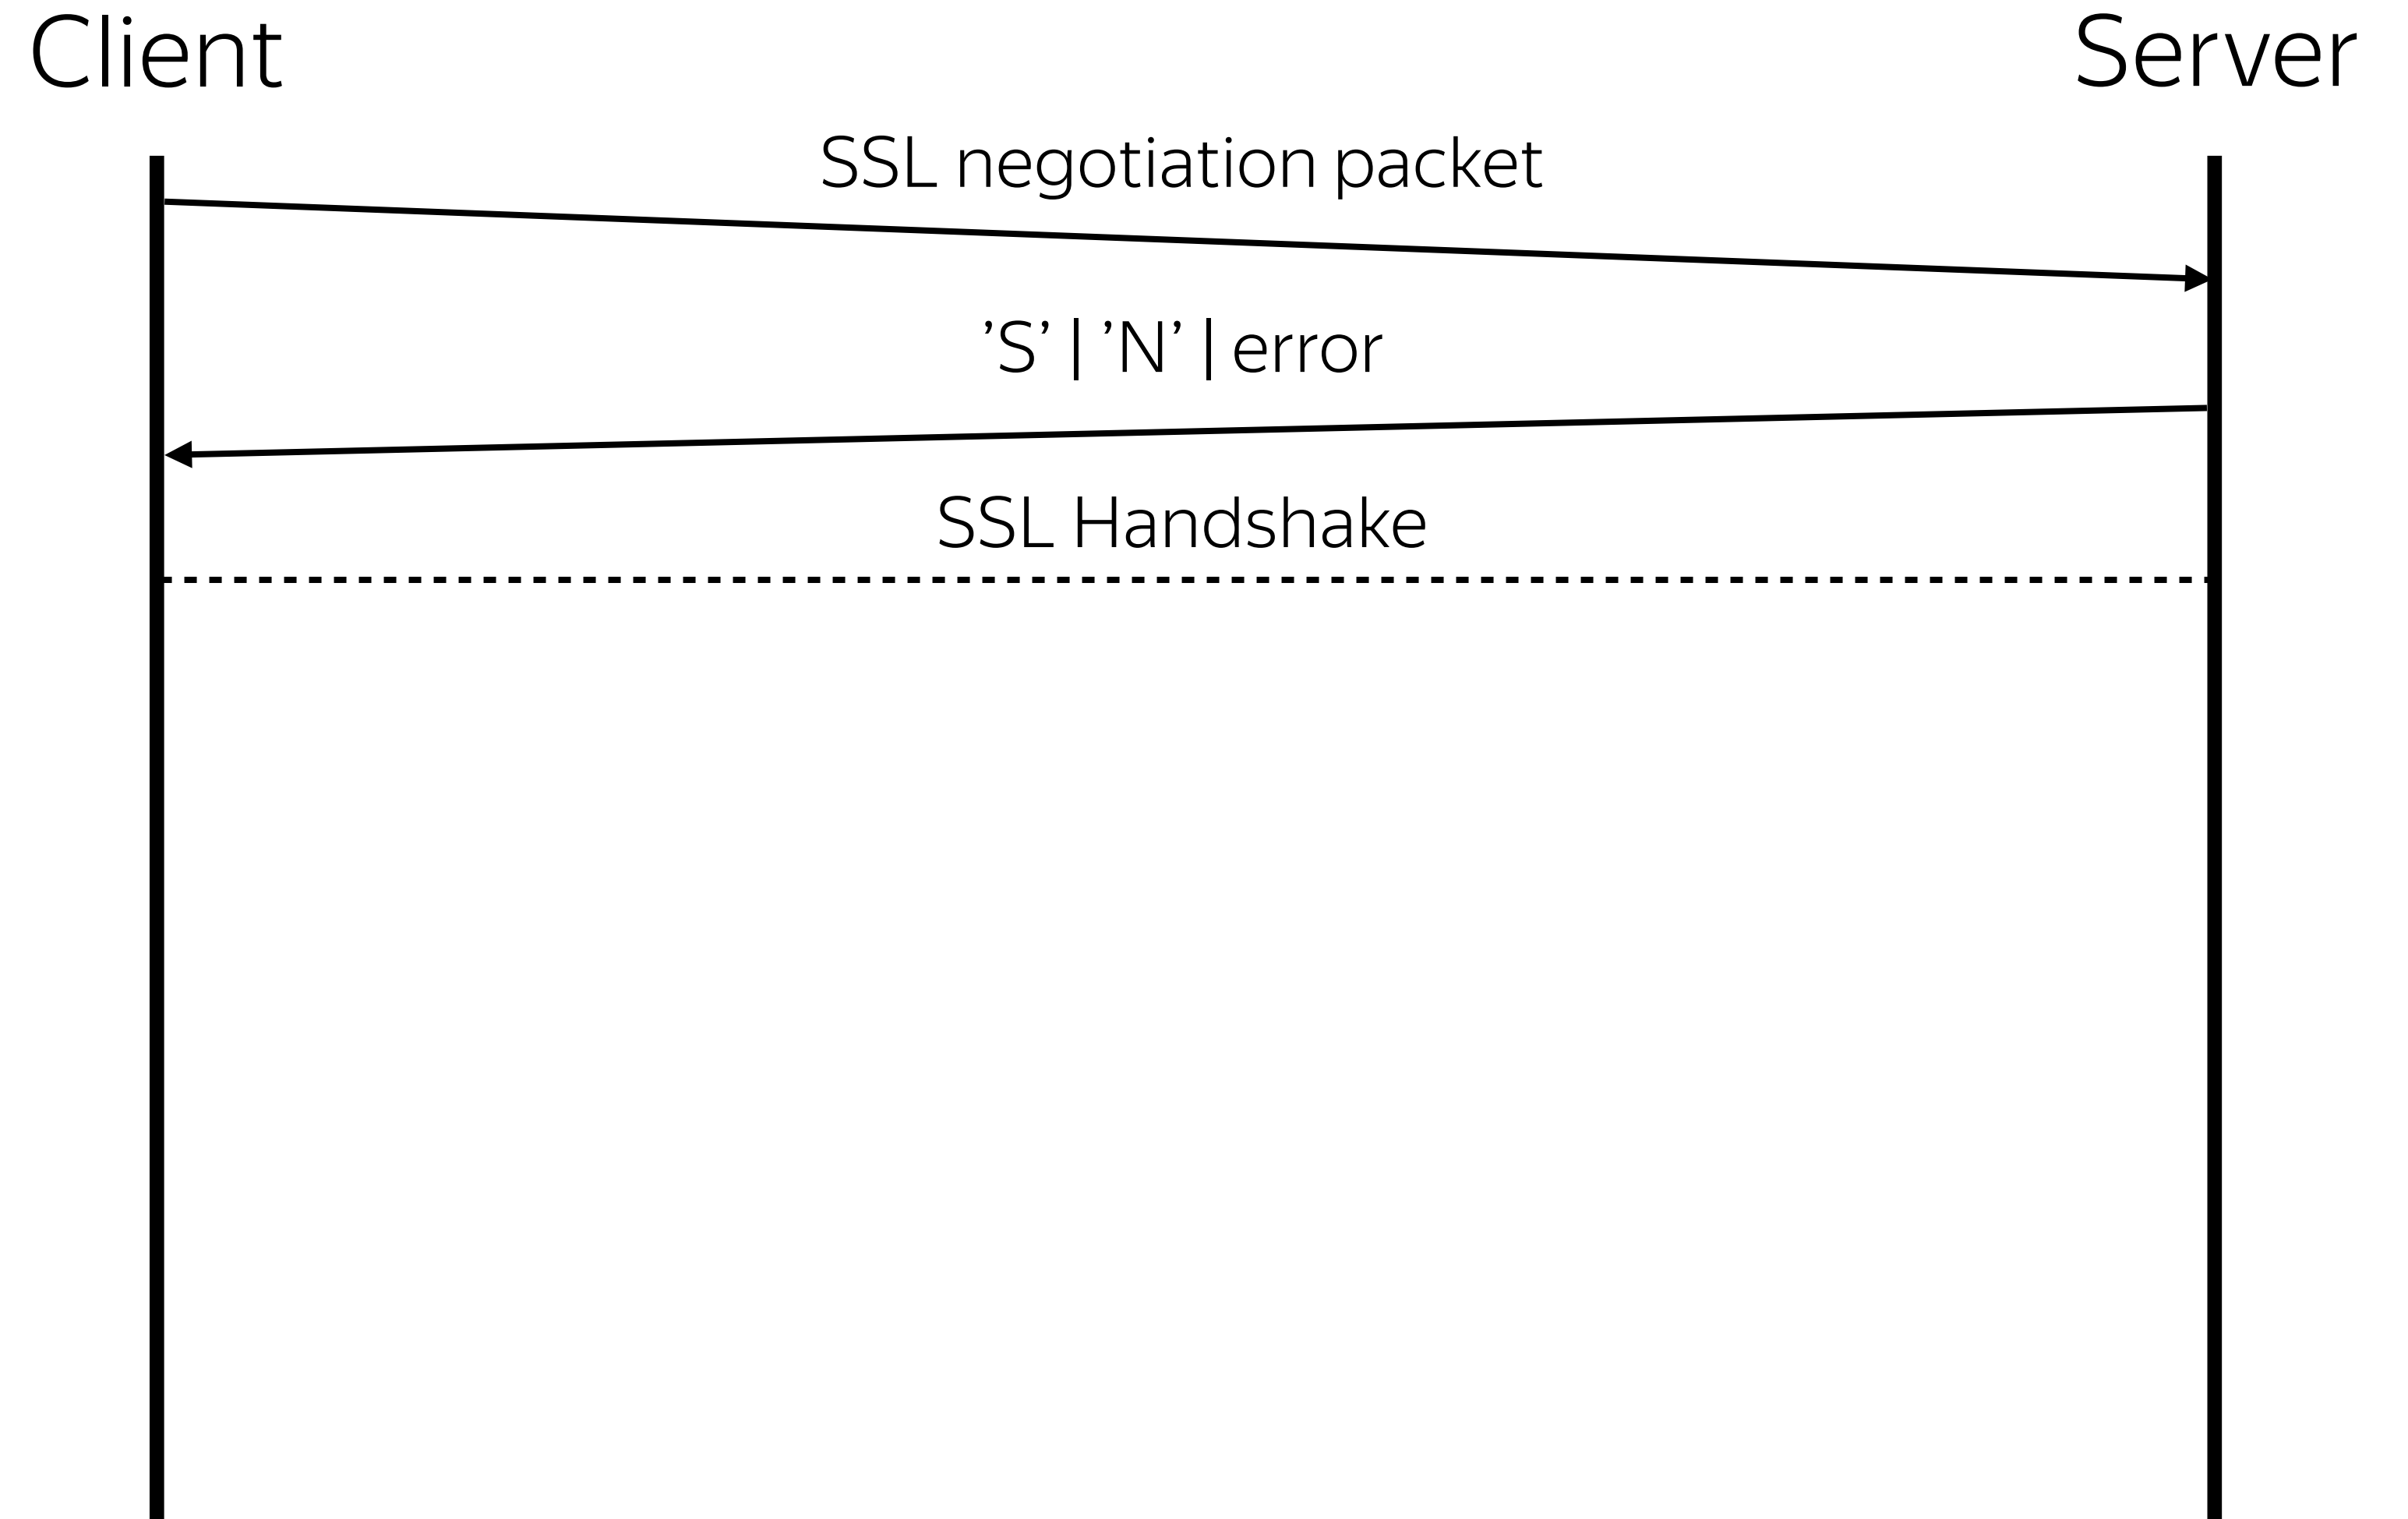 Client
Server
SSL negotiation packet
’S’ | ’N’ | error
SSL Handshake